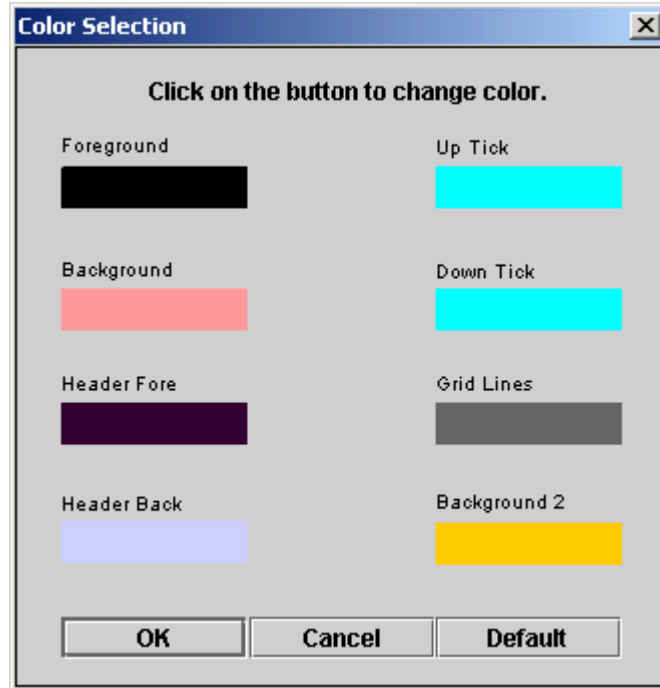 Color Selection
Click on the button to change color.
Foreground
Up Tick
Background
Down Tick
Header Fore
Grid Lines
Header Back
Background 2
OK
Cancel
Default